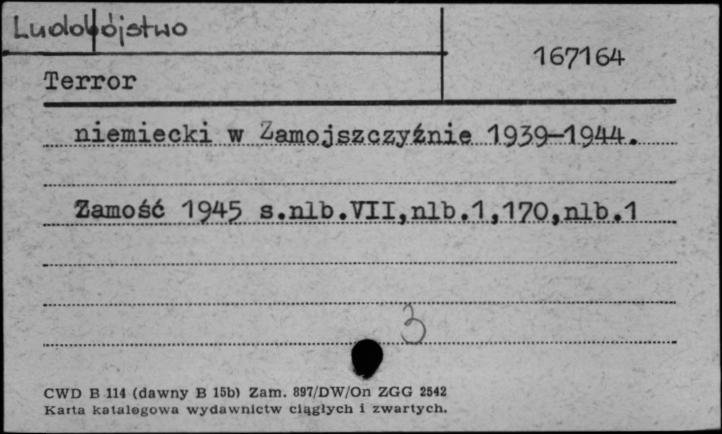 Ludobójstwo
167164
Terror
niemiecki w Zamojszczyźnie 1939-1944.
Zamość 1945 s.nlb.VII,nlb.1,170,nlb.1
3
CWD B 114 (dawny B 15b) Zam. 897/DW/On ZGG 2542
Karta katalogowa wydawnictw ciągłych i zwartych.